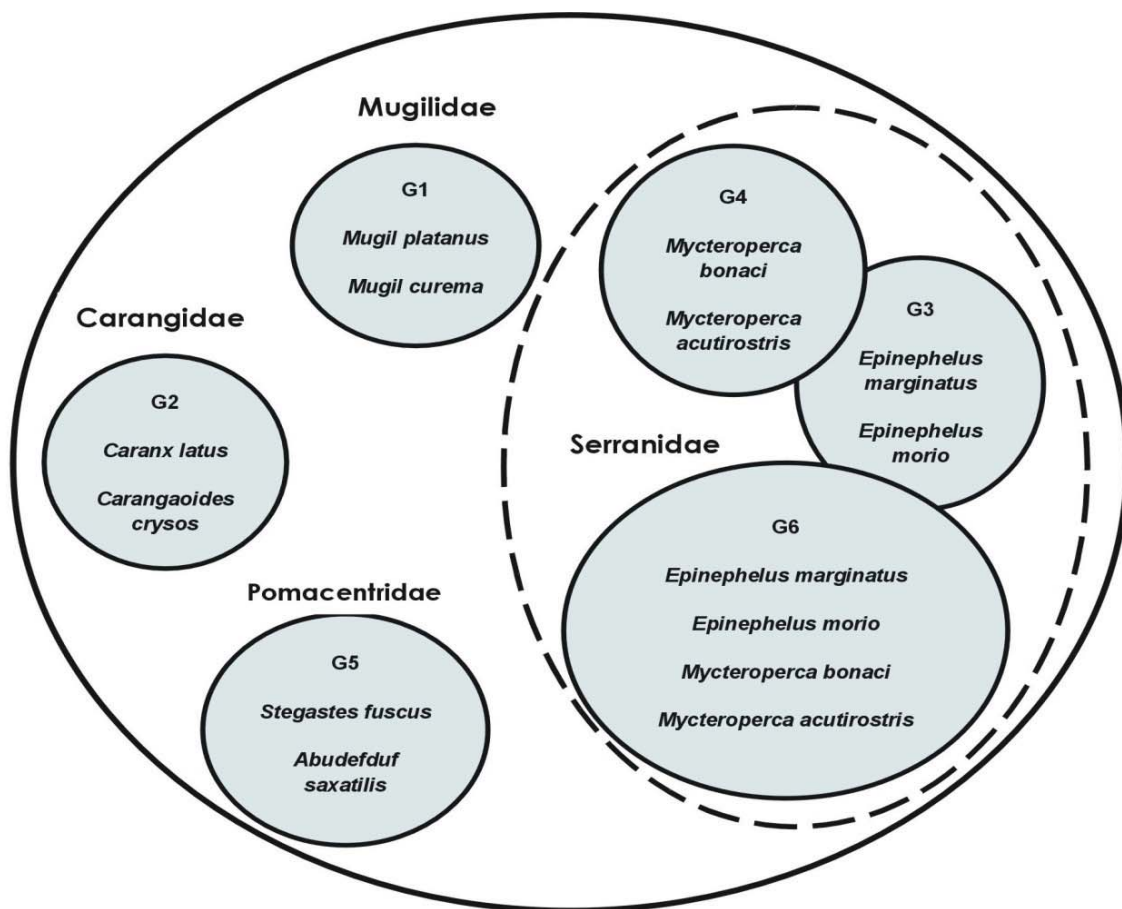 Mugilidae
G1
Mugil platanus
Mugil curema
Carangidae
G2
Caranx latus
Carangaoides
crysos
Pomacentridae
G5
Stegastes fuscus
Abudefduf
saxatilis
Serranidae
G4
Mycteroperca
bonaci
Mycteroperca
acutirostris
G3
Epinephelus
marginatus
Epinephelus
morio
G6
Epinephelus marginatus
Epinephelus morio
Mycteroperca bonaci
Mycteroperca acutirostris